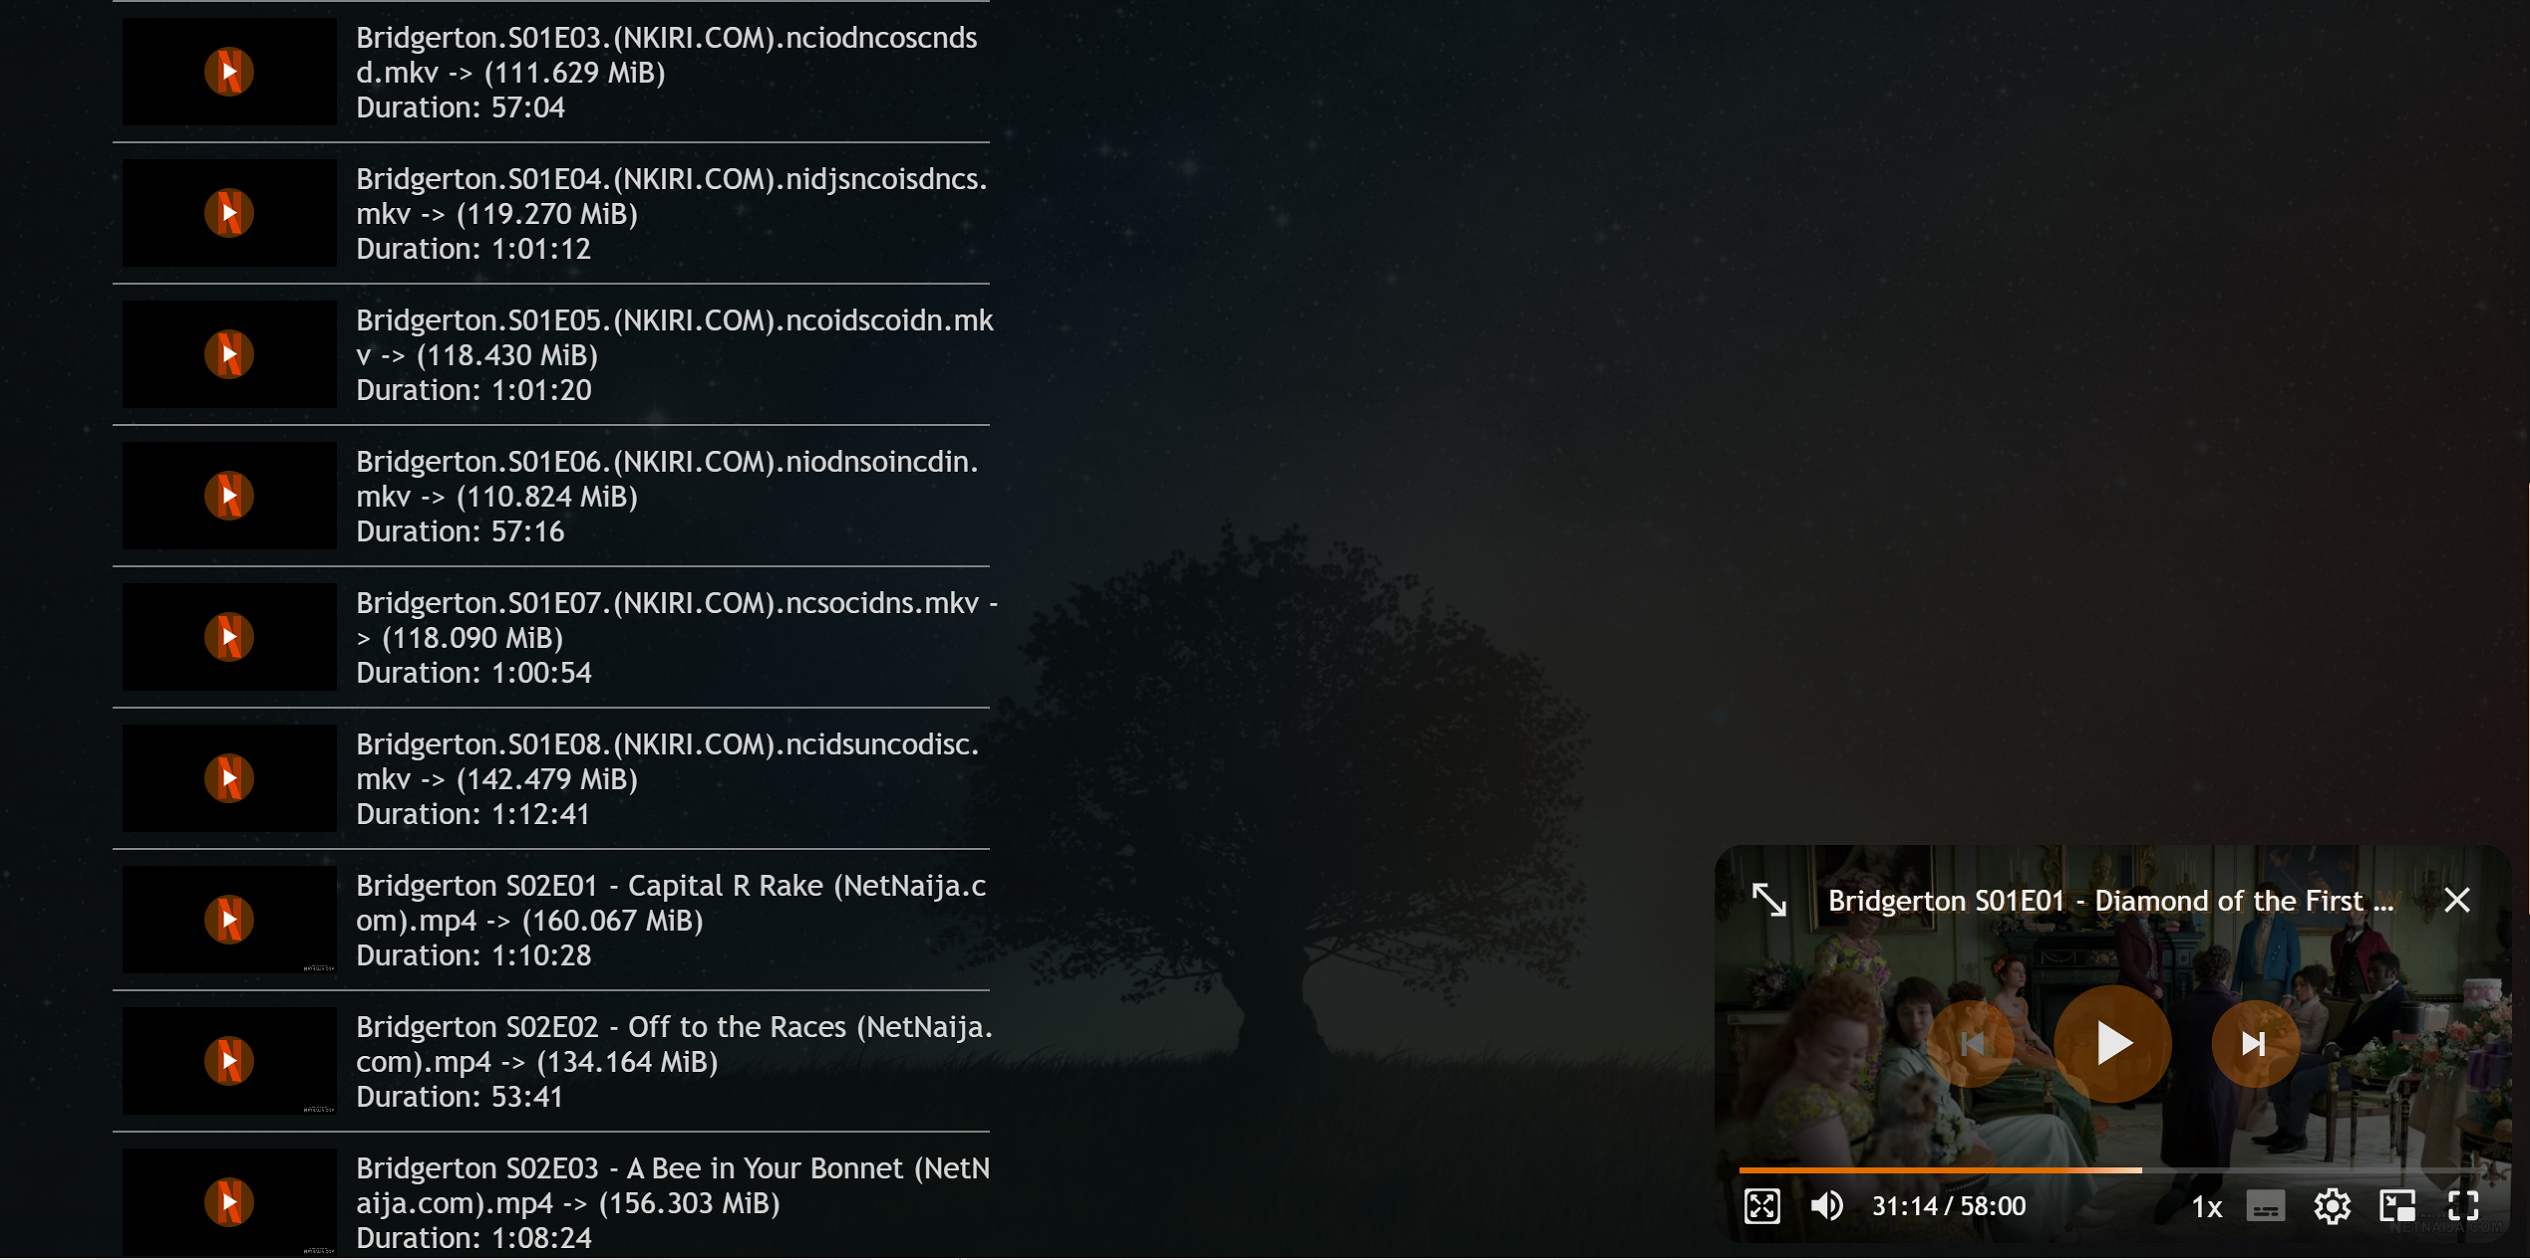 Bridgerton.S01E03.(NKIRI.COM).nciodncoscnds
d.mkv -> (111.629 MiB)
Duration: 57:04
Bridgerton.S01E04.(NKIRI.COM).nidjsncoisdncs.
mkv -> (119.270 MiB)
Duration: 1:01:12
Bridgerton.S01E05.(NKIRI.COM).ncoidscoidn.mk
v -> (118.430 MiB)
Duration: 1:01:20
Bridgerton.S01E06.(NKIRI.COM).niodnsoincdin.
mkv -> (110.824 MiB)
Duration: 57:16
Bridgerton.S01E07.(NKIRI.COM).ncsocidns.mkv -
> (118.090 MiB)
Duration: 1:00:54
Bridgerton.S01E08.(NKIRI.COM).ncidsuncodisc.
mkv -> (142.479 MiB)
Duration: 1:12:41
Bridgerton S02E01 - Capital R Rake (NetNaija.c
om).mp4 -> (160.067 MiB)
Duration: 1:10:28
Bridgerton S02E02 - Off to the Races (NetNaija.
com).mp4 -> (134.164 MiB)
Duration: 53:41
Bridgerton S02E03 - A Bee in Your Bonnet (NetN
aija.com).mp4 -> (156.303 MiB)
Duration: 1:08:24
Bridgerton S01E01 - Diamond of the First ...
31:14 / 58:00
1x
NETNAIJA.COM